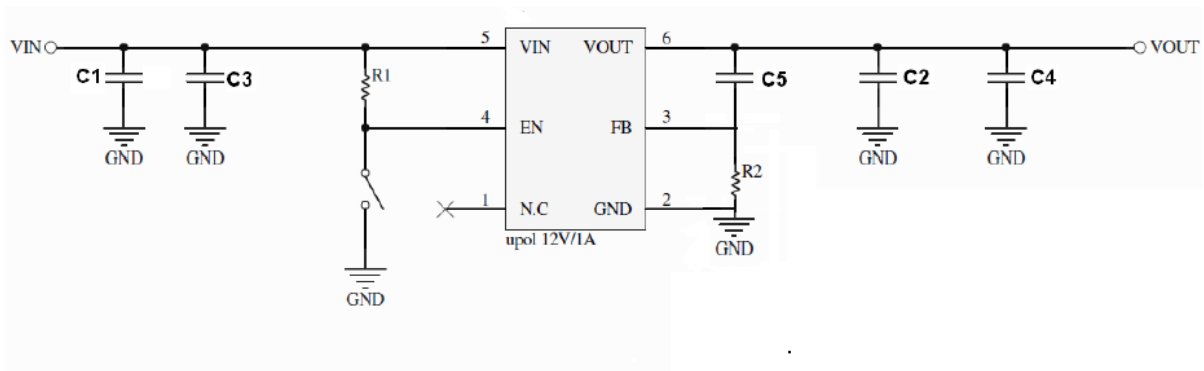 VIN
5
VIN
VOUT
6
VOUT
C1
C3
R1
C5
C2
C4
4
EN
FB
3
GND
GND
GND
GND
R2
1
N.C
GND
2
upol 12V/1A
GND
GND